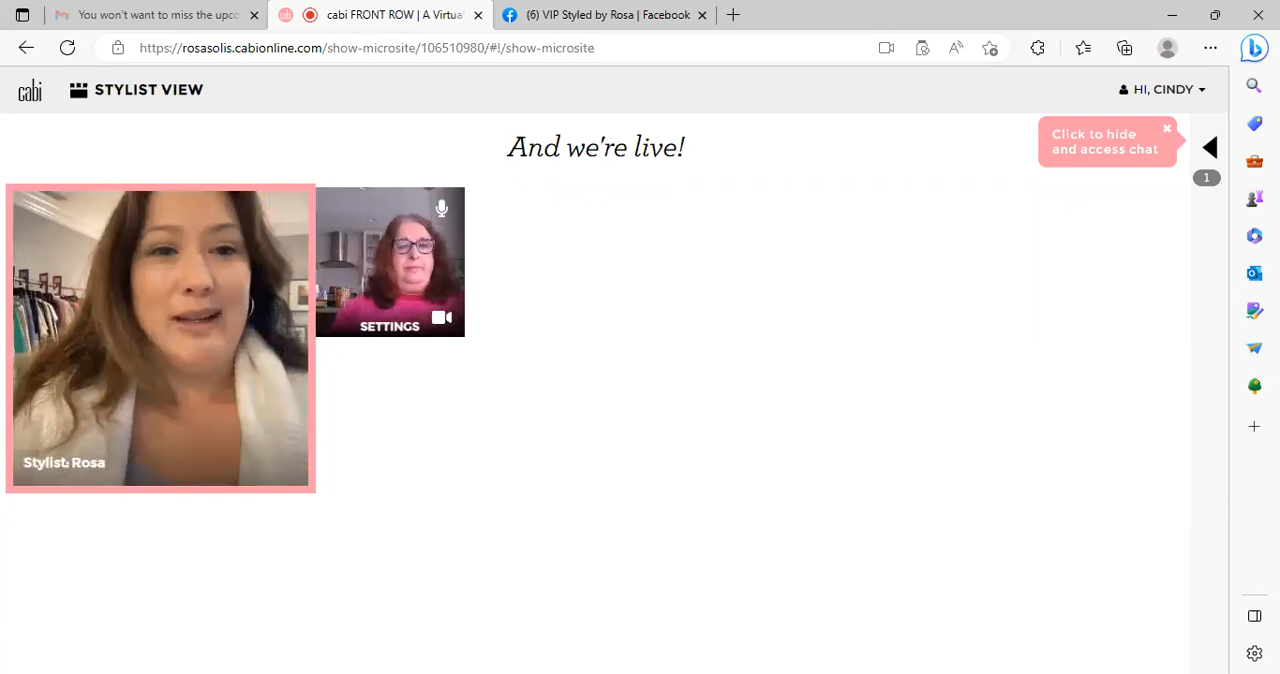 You won't want to miss the upco
cabi FRONT ROW | A Virtua
(6) VIP Styled by Rosa | Facebook
https://rosasolis.cabionline.com/show-microsite/106510980/#!/show-microsite
cabi
STYLIST VIEW
HI, CINDY
And we're live!
Click to hide
and access chat
1
SETTINGS
Stylist: Rosa